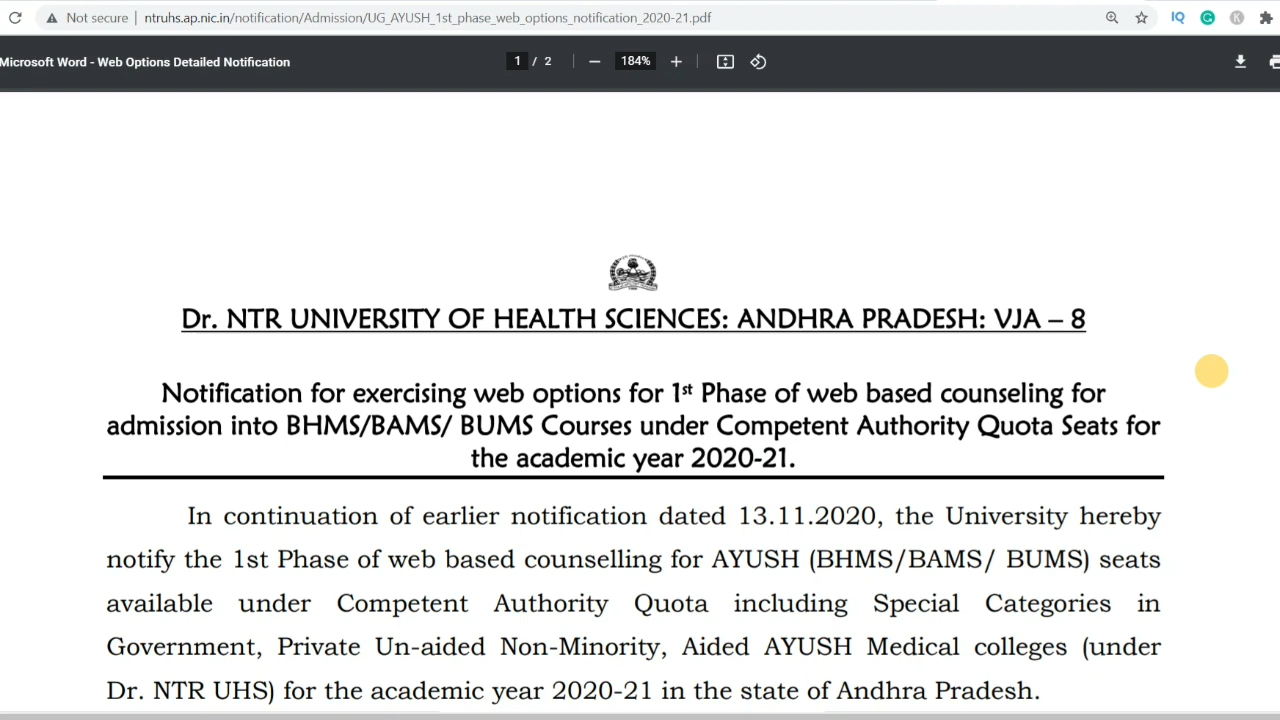 Not secure | ntruhs.ap.nic.in/notification/Admission/UG_AYUSH_1st_phase_web_options_notification_2020-21.pdf
IQ
Microsoft Word - Web Options Detailed Notification
1 / 2
184%
Dr. NTR UNIVERSITY OF HEALTH SCIENCES: ANDHRA PRADESH: VJA – 8
Notification for exercising web options for 1st Phase of web based counseling for
admission into BHMS/BAMS/ BUMS Courses under Competent Authority Quota Seats for
the academic year 2020-21.
In continuation of earlier notification dated 13.11.2020, the University hereby
notify the 1st Phase of web based counselling for AYUSH (BHMS/BAMS/ BUMS) seats
available under Competent Authority Quota including Special Categories in
Government, Private Un-aided Non-Minority, Aided AYUSH Medical colleges (under
Dr. NTR UHS) for the academic year 2020-21 in the state of Andhra Pradesh.